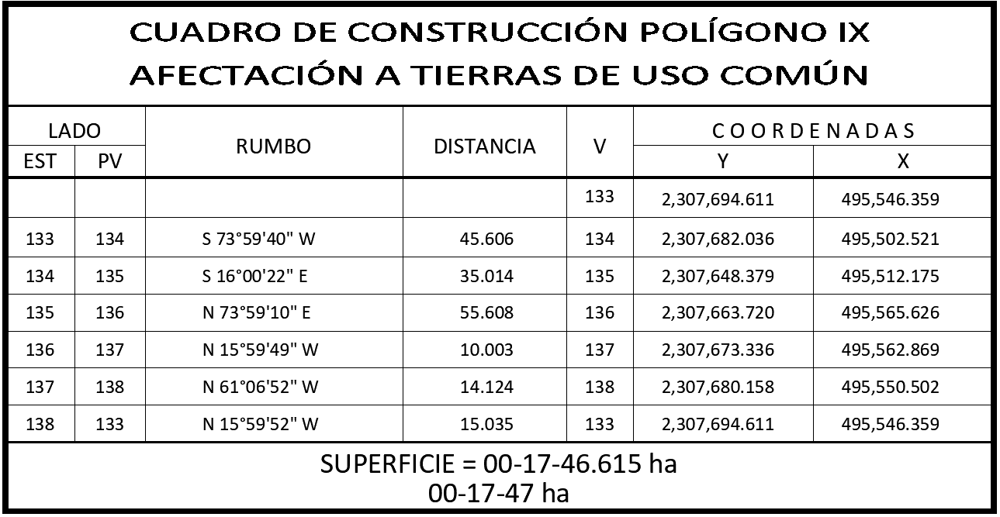 CUADRO DE CONSTRUCCIÓN POLÍGONO IX
AFECTACIÓN A TIERRAS DE USO COMÚN
LADO RUMBO DISTANCIA V C O O R D E N A D A S
EST PV Y X
133 2,307,694.611 495,546.359
133 134 S 73°59'40" W 45.606 134 2,307,682.036 495,502.521
134 135 S 16°00'22" E 35.014 135 2,307,648.379 495,512.175
135 136 N 73°59'10" E 55.608 136 2,307,663.720 495,565.626
136 137 N 15°59'49" W 10.003 137 2,307,673.336 495,562.869
137 138 N 61°06'52" W 14.124 138 2,307,680.158 495,550.502
138 133 N 15°59'52" W 15.035 133 2,307,694.611 495,546.359
SUPERFICIE = 00-17-46.615 ha
00-17-47 ha